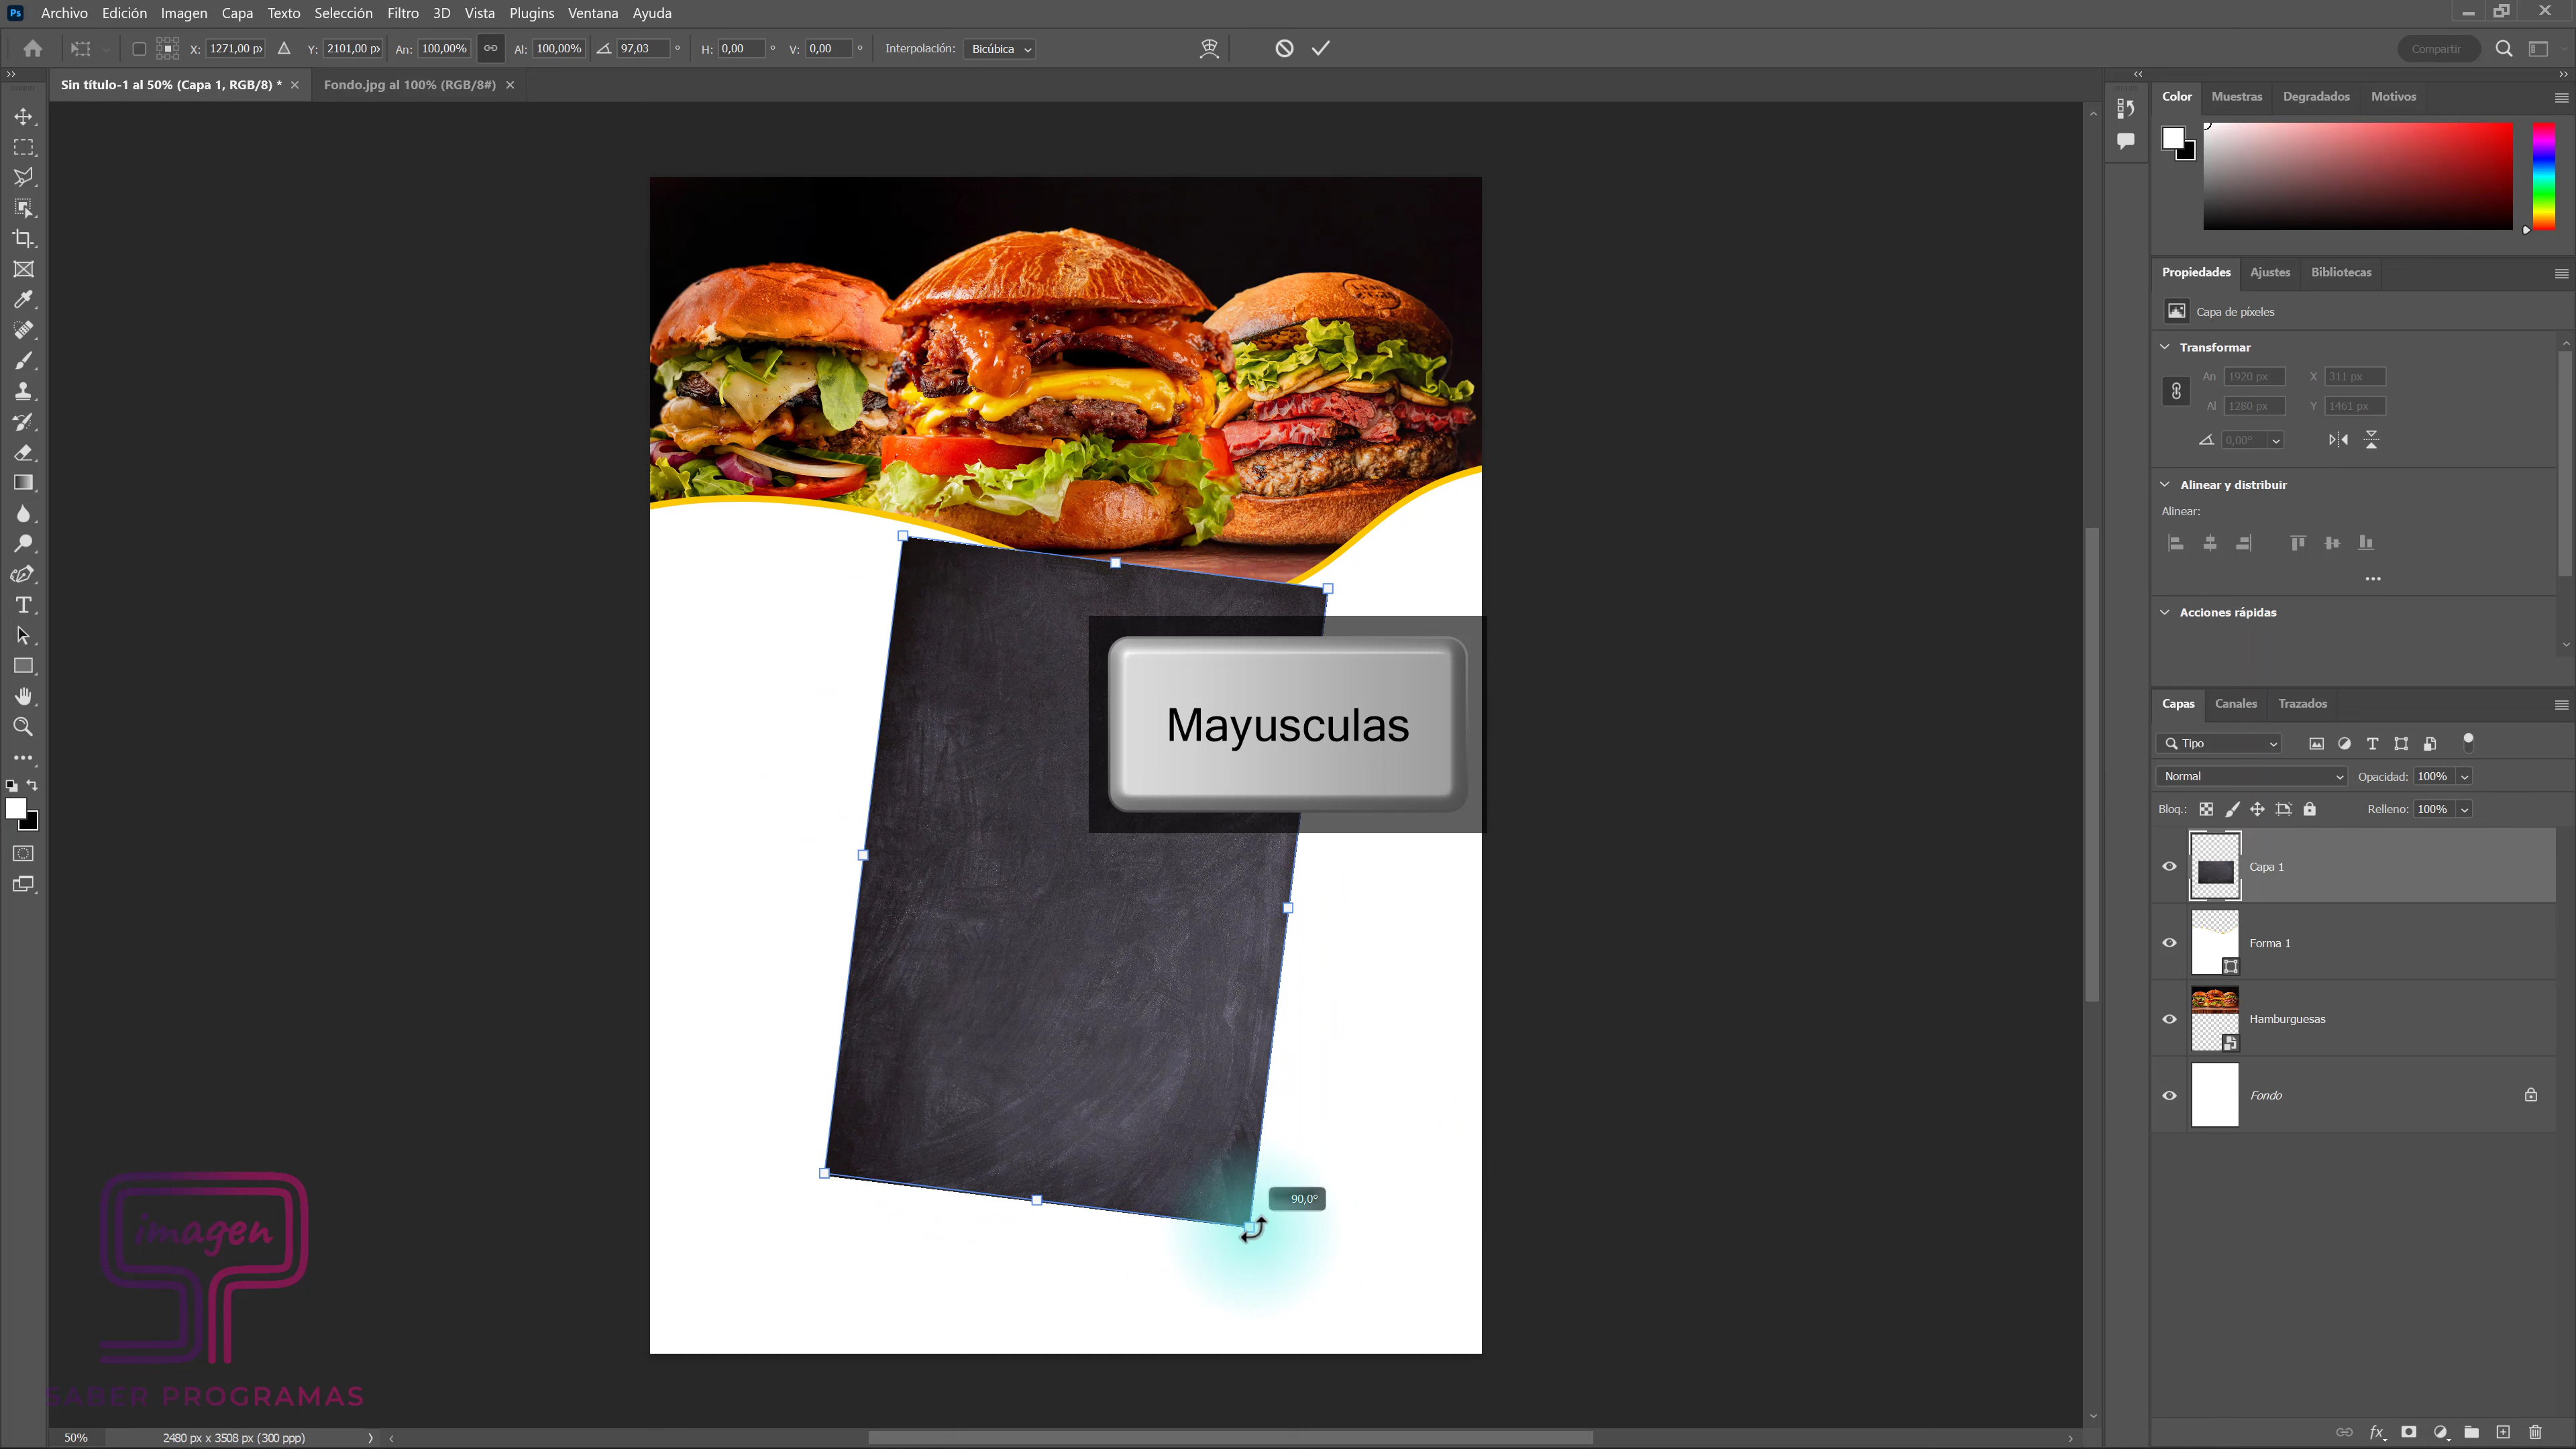 Ps Archivo Edición Imagen Capa Texto Selección Filtro 3D Vista Plugins Ventana Ayuda
X: 1271,00 px Y: 2101,00 px An: 100,00% Al: 100,00% 97,03 ° H: 0,00 ° V: 0,00 ° Interpolación: Bicúbica Compartir
Sin título-1 al 50% (Capa 1, RGB/8) * × Fondo.jpg al 100% (RGB/8#) ×
Color Muestras Degradados Motivos
Propiedades Ajustes Bibliotecas
Capa de píxeles
Transformar
An 1920 px X 311 px
Al 1280 px Y 1461 px
0,00°
Alinear y distribuir
Alinear:
Acciones rápidas
Mayusculas
Capas Canales Trazados
Tipo
Normal Opacidad: 100%
Bloq.: Relleno: 100%
Capa 1
Forma 1
Hamburguesas
Fondo
90,0°
imagen
SABER PROGRAMAS
50% 2480 px x 3508 px (300 ppp)
fx